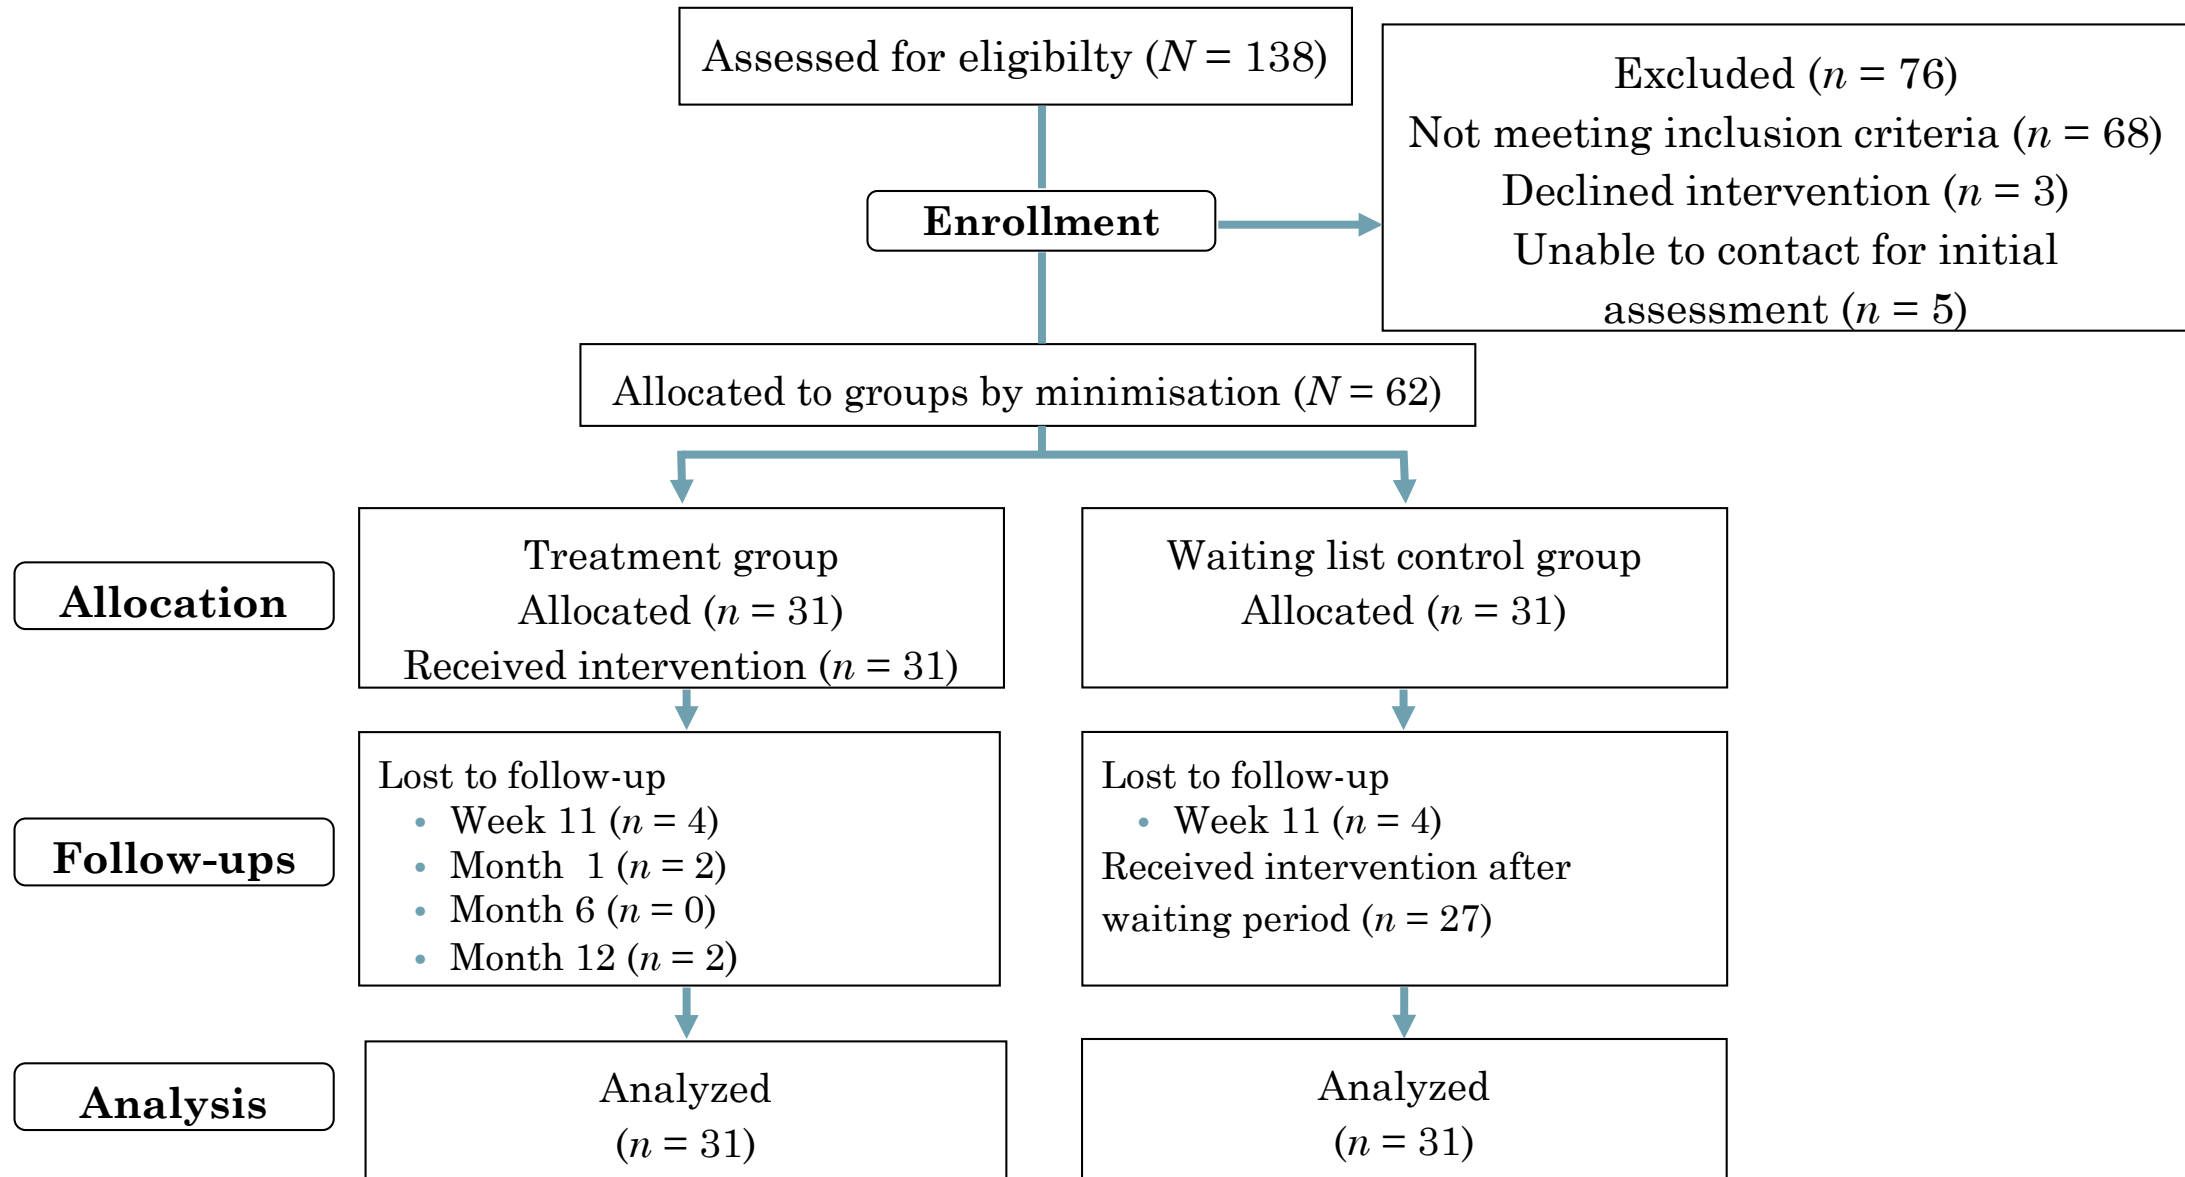 Assessed for eligibilty (N = 138)
Excluded (n = 76)
Not meeting inclusion criteria (n = 68)
Declined intervention (n = 3)
Unable to contact for initial
assessment (n = 5)
Enrollment
Allocated to groups by minimisation (N = 62)
Allocation
Treatment group
Allocated (n = 31)
Received intervention (n = 31)
Waiting list control group
Allocated (n = 31)
Follow-ups
Lost to follow-up
• Week 11 (n = 4)
• Month 1 (n = 2)
• Month 6 (n = 0)
• Month 12 (n = 2)
Lost to follow-up
• Week 11 (n = 4)
Received intervention after
waiting period (n = 27)
Analysis
Analyzed
(n = 31)
Analyzed
(n = 31)